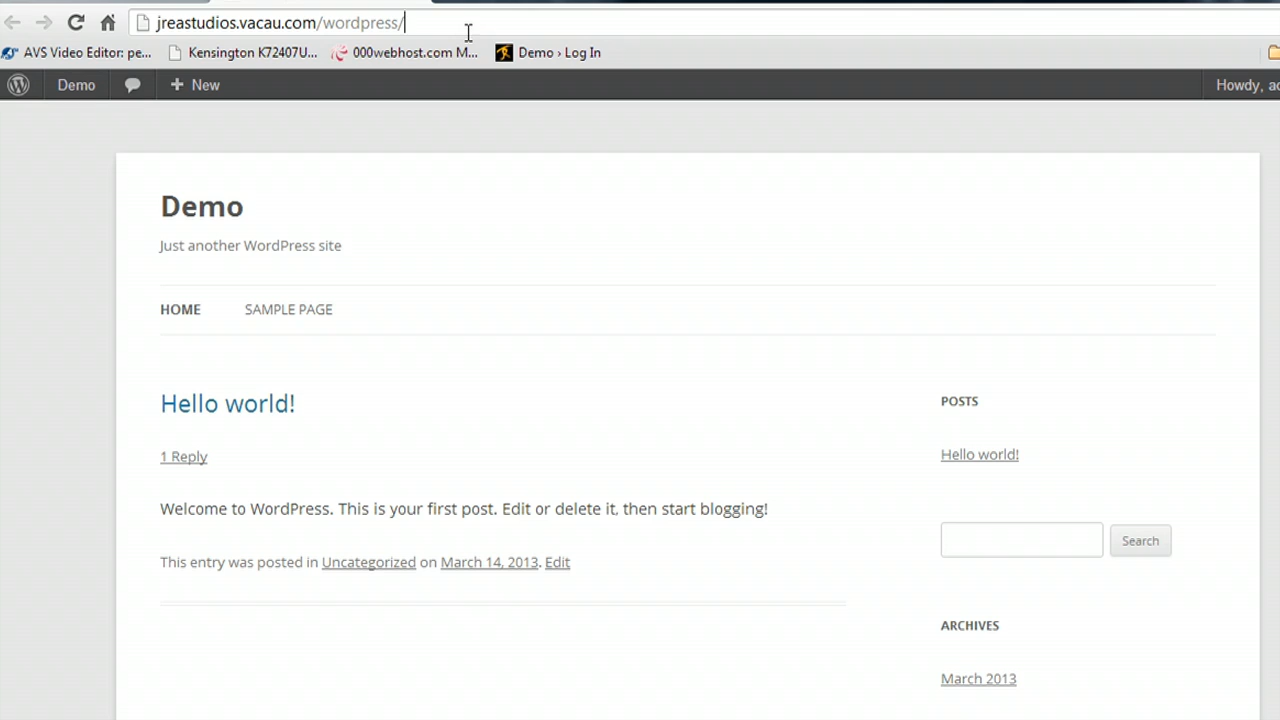 jreastudios.vacau.com/wordpress/
AVS Video Editor: pe... Kensington K72407U... 000webhost.com M... Demo › Log In
Demo + New Howdy,
Demo
Just another WordPress site
HOME SAMPLE PAGE
Hello world!
1 Reply
Welcome to WordPress. This is your first post. Edit or delete it, then start blogging!
This entry was posted in Uncategorized on March 14, 2013. Edit
POSTS
Hello world!
Search
ARCHIVES
March 2013